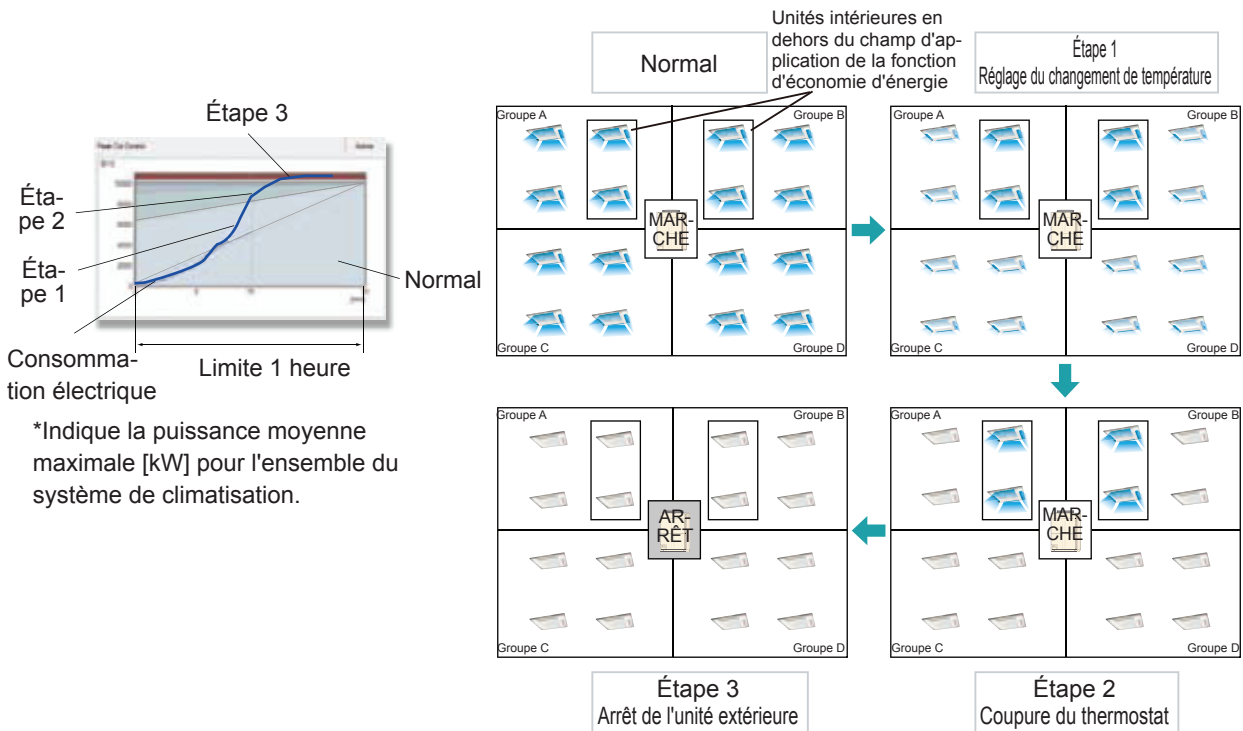 Étape 3
Éta-
pe 2
Éta-
pe 1
Normal
Consomma-
tion électrique
Limite 1 heure
*Indique la puissance moyenne
maximale [kW] pour l'ensemble du
système de climatisation.
Normal
Unités intérieures en
dehors du champ d'ap-
plication de la fonction
d'économie d'énergie
Étape 1
Réglage du changement de température
Groupe A
Groupe B
MAR-
CHE
Groupe C
Groupe D
Groupe A
Groupe B
MAR-
CHE
Groupe C
Groupe D
Groupe A
Groupe B
AR-
RÊT
Groupe C
Groupe D
Groupe A
Groupe B
MAR-
CHE
Groupe C
Groupe D
Étape 3
Arrêt de l'unité extérieure
Étape 2
Coupure du thermostat